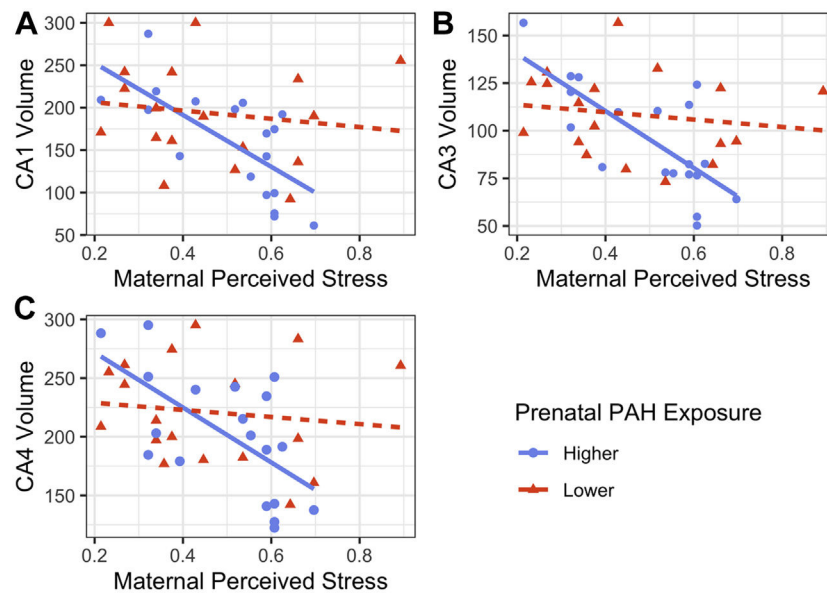 A
CA1 Volume
300
250
200
150
100
50
0.2 0.4 0.6 0.8
Maternal Perceived Stress
B
CA3 Volume
150
125
100
75
50
0.2 0.4 0.6 0.8
Maternal Perceived Stress
C
CA4 Volume
300
250
200
150
0.2 0.4 0.6 0.8
Maternal Perceived Stress
Prenatal PAH Exposure
Higher
Lower